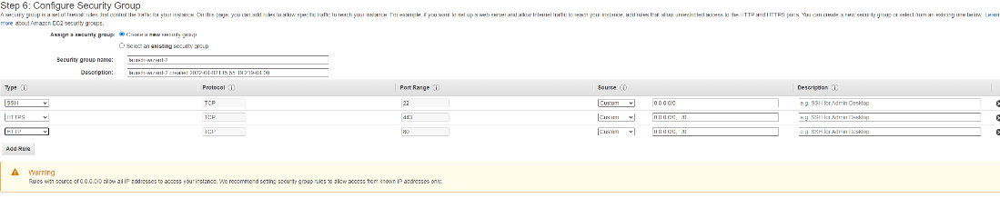 Step 6: Configure Security Group
A security group is a set of firewall rules that control the traffic for your instance. On this page, you can add rules to allow specific traffic to reach your instance. For example, if you want to set up a web server and allow Internet traffic to reach your instance, add rules that allow unrestricted access to the HTTP and HTTPS ports. You can create a new security group or select from an existing one below. Learn
more about Amazon EC2 security groups.
Assign a security group: Create a new security group
Select an existing security group
Security group name: launch-wizard-2
Description: launch-wizard-2 created 2022-04-02T15:55:19.219-04:00
Type Protocol Port Range Source Description
SSH TCP 22 Custom 0.0.0.0/0 e.g. SSH for Admin Desktop
HTTPS TCP 443 Custom 0.0.0.0/0, ::/0 e.g. SSH for Admin Desktop
HTTP TCP 80 Custom 0.0.0.0/0, ::/0 e.g. SSH for Admin Desktop
Add Rule
Warning
Rules with source of 0.0.0.0/0 allow all IP addresses to access your instance. We recommend setting security group rules to allow access from known IP addresses only.